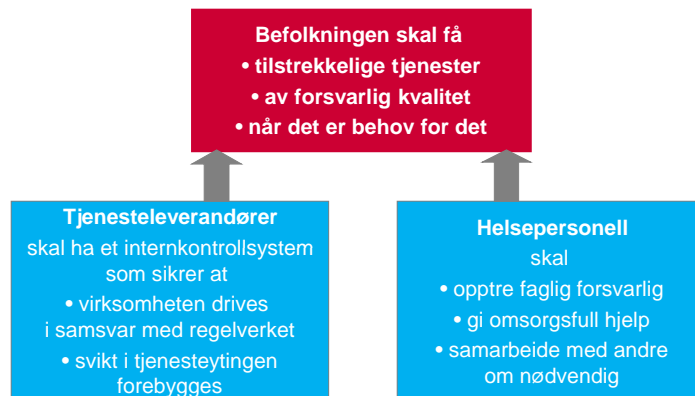 Befolkningen skal få
• tilstrekkelige tjenester
• av forsvarlig kvalitet
• når det er behov for det
Tjenesteleverandører
skal ha et internkontrollsystem
som sikrer at
• virksomheten drives
i samsvar med regelverket
• svikt i tjenesteytingen
forebygges
Helsepersonell
skal
• opptre faglig forsvarlig
• gi omsorgsfull hjelp
• samarbeide med andre
om nødvendig